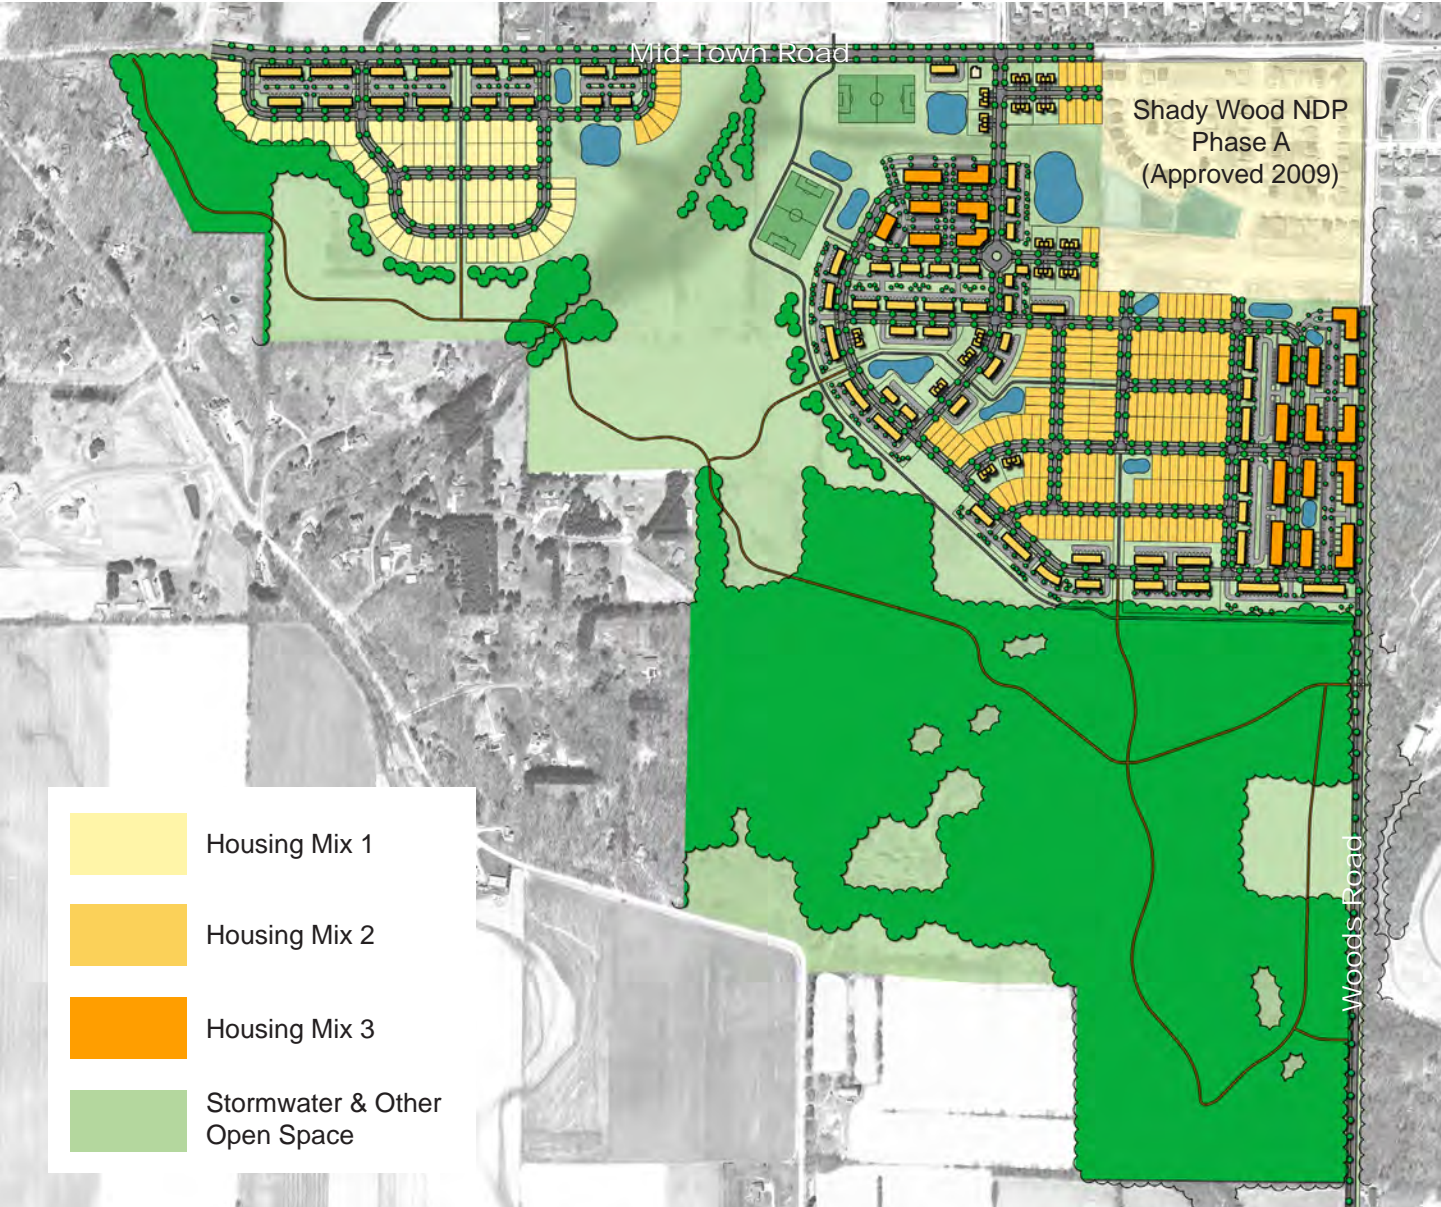 Mid-Town Road
Shady Wood NDP
Phase A
(Approved 2009)
Housing Mix 1
Housing Mix 2
Housing Mix 3
Stormwater & Other
Open Space
Woods Road